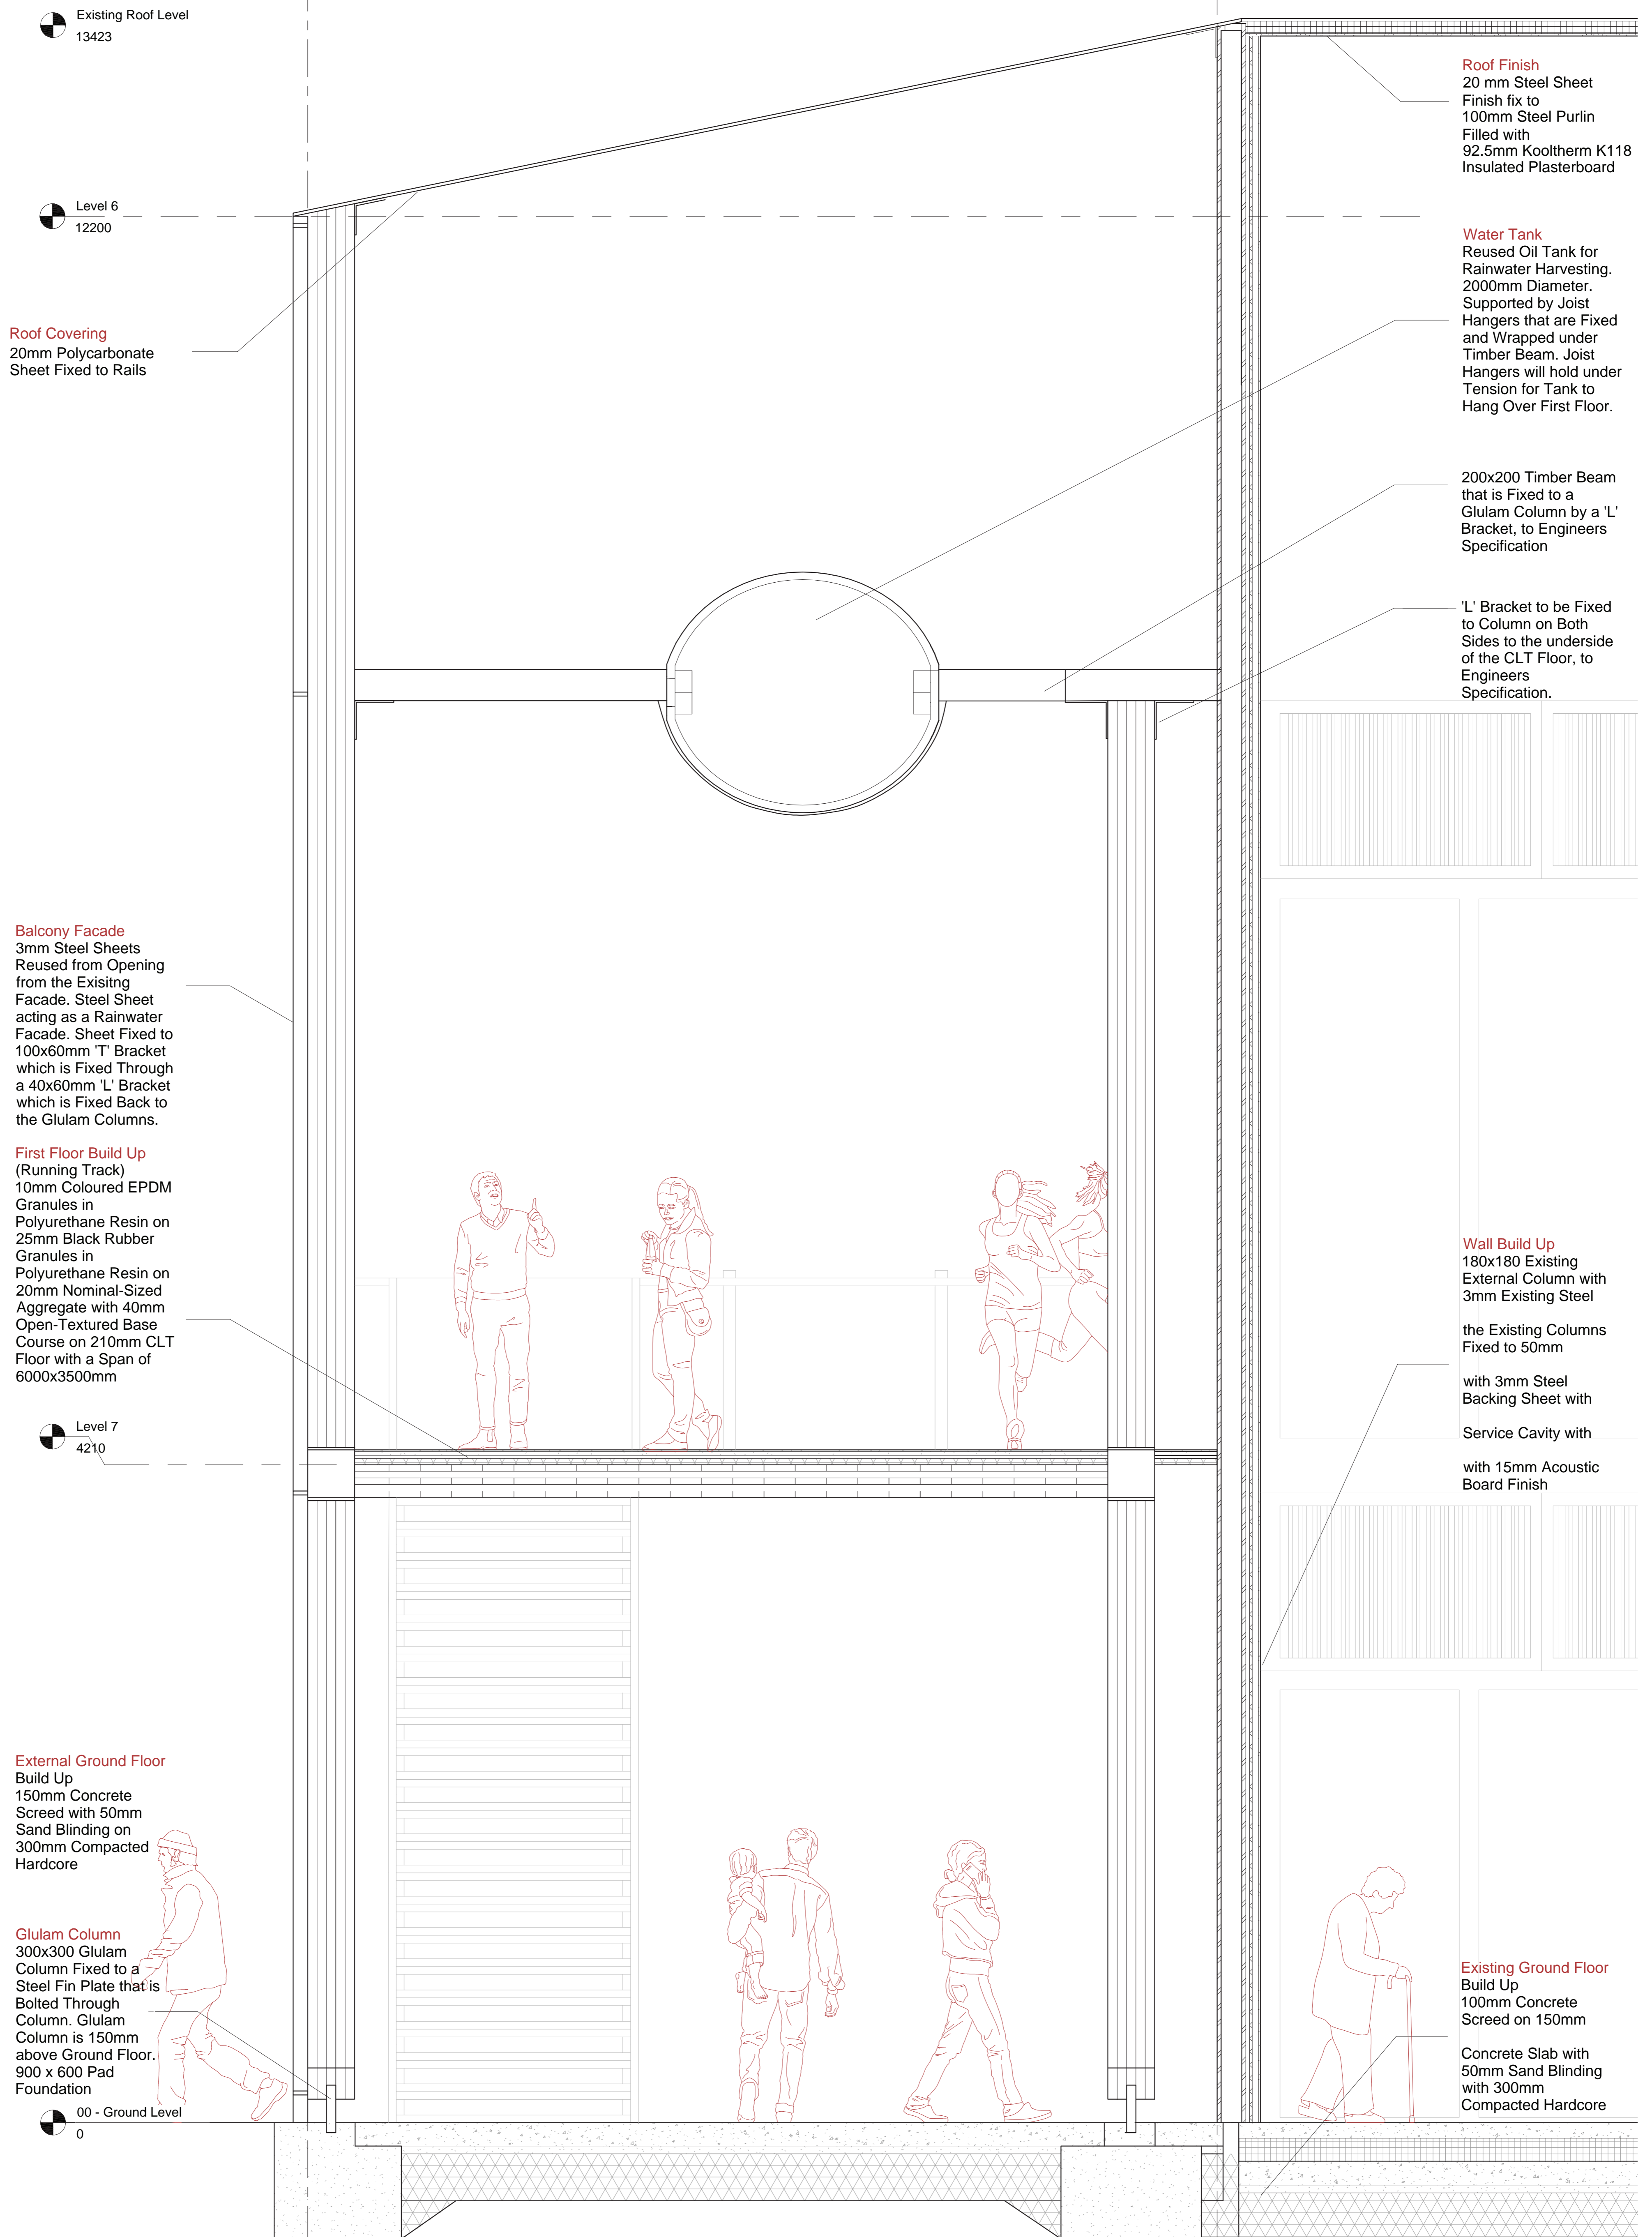 Existing Roof Level
13423
Roof Finish
20 mm Steel Sheet
Finish fix to
100mm Steel Purlin
Filled with
92.5mm Kooltherm K118
Insulated Plasterboard
Level 6
12200
Water Tank
Reused Oil Tank for
Rainwater Harvesting.
2000mm Diameter.
Supported by Joist
Hangers that are Fixed
and Wrapped under
Timber Beam. Joist
Hangers will hold under
Tension for Tank to
Hang Over First Floor.
Roof Covering
20mm Polycarbonate
Sheet Fixed to Rails
200x200 Timber Beam
that is Fixed to a
Glulam Column by a 'L'
Bracket, to Engineers
Specification
'L' Bracket to be Fixed
to Column on Both
Sides to the underside
of the CLT Floor, to
Engineers
Specification.
Balcony Facade
3mm Steel Sheets
Reused from Opening
from the Exisitng
Facade. Steel Sheet
acting as a Rainwater
Facade. Sheet Fixed to
100x60mm 'T' Bracket
which is Fixed Through
a 40x60mm 'L' Bracket
which is Fixed Back to
the Glulam Columns.
First Floor Build Up
(Running Track)
10mm Coloured EPDM
Granules in
Polyurethane Resin on
25mm Black Rubber
Granules in
Polyurethane Resin on
20mm Nominal-Sized
Aggregate with 40mm
Open-Textured Base
Course on 210mm CLT
Floor with a Span of
6000x3500mm
Wall Build Up
180x180 Existing
External Column with
3mm Existing Steel
the Existing Columns
Fixed to 50mm
with 3mm Steel
Backing Sheet with
Service Cavity with
with 15mm Acoustic
Board Finish
Level 7
4210
External Ground Floor
Build Up
150mm Concrete
Screed with 50mm
Sand Blinding on
300mm Compacted
Hardcore
Glulam Column
300x300 Glulam
Column Fixed to a
Steel Fin Plate that is
Bolted Through
Column. Glulam
Column is 150mm
above Ground Floor.
900 x 600 Pad
Foundation
Existing Ground Floor
Build Up
100mm Concrete
Screed on 150mm
Concrete Slab with
50mm Sand Blinding
with 300mm
Compacted Hardcore
00 - Ground Level
0